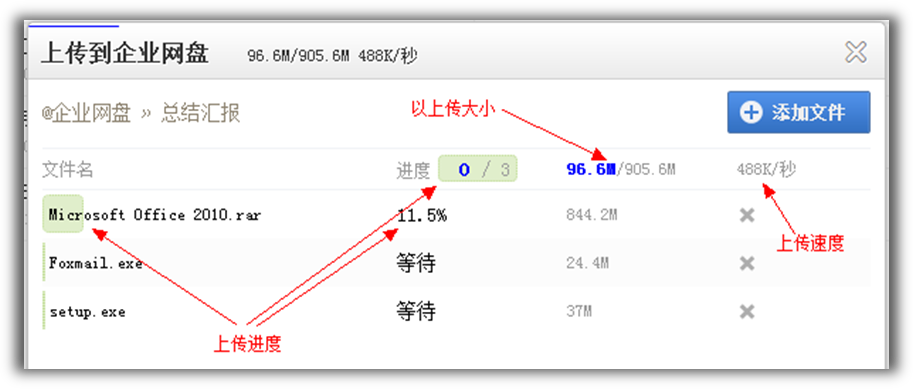 上传到企业网盘 96.6M/905.6M 488K/秒
@企业网盘 » 总结汇报 以上传大小 添加文件
文件名 进度 0 / 3 96.6M/905.6M 488K/秒
Microsoft Office 2010.rar 11.5% 844.2M
上传速度
Foxmail.exe 等待 24.4M
setup.exe 等待 37M
上传进度